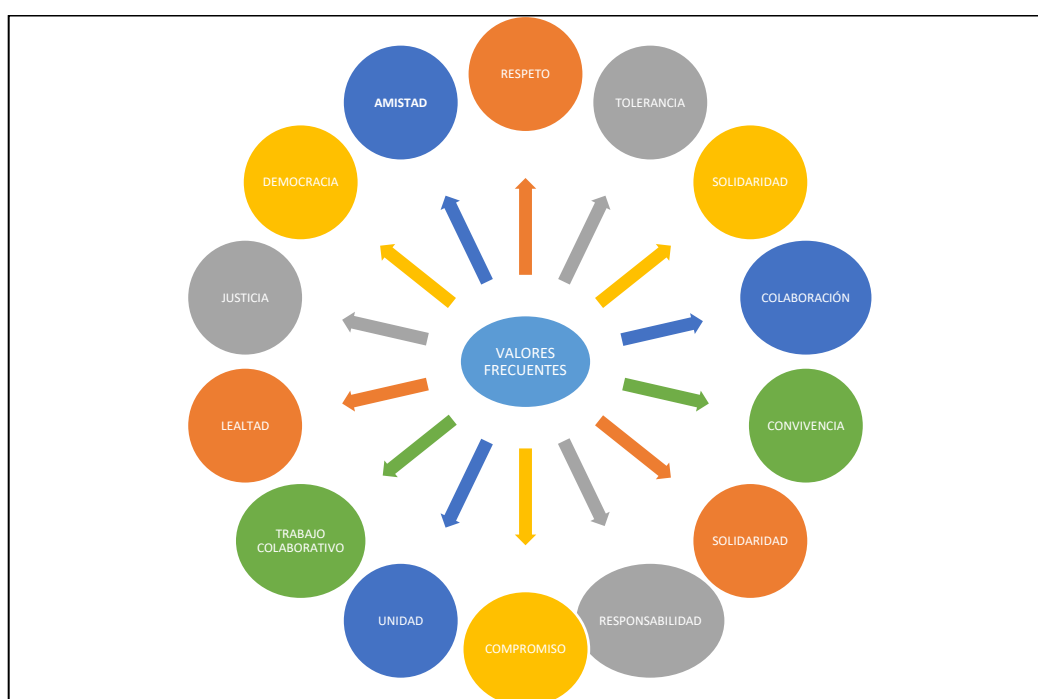 RESPETO
TOLERANCIA
SOLIDARIDAD
COLABORACIÓN
CONVIVENCIA
SOLIDARIDAD
RESPONSABILIDAD
COMPROMISO
UNIDAD
TRABAJO
COLABORATIVO
LEALTAD
JUSTICIA
DEMOCRACIA
AMISTAD
VALORES
FRECUENTES